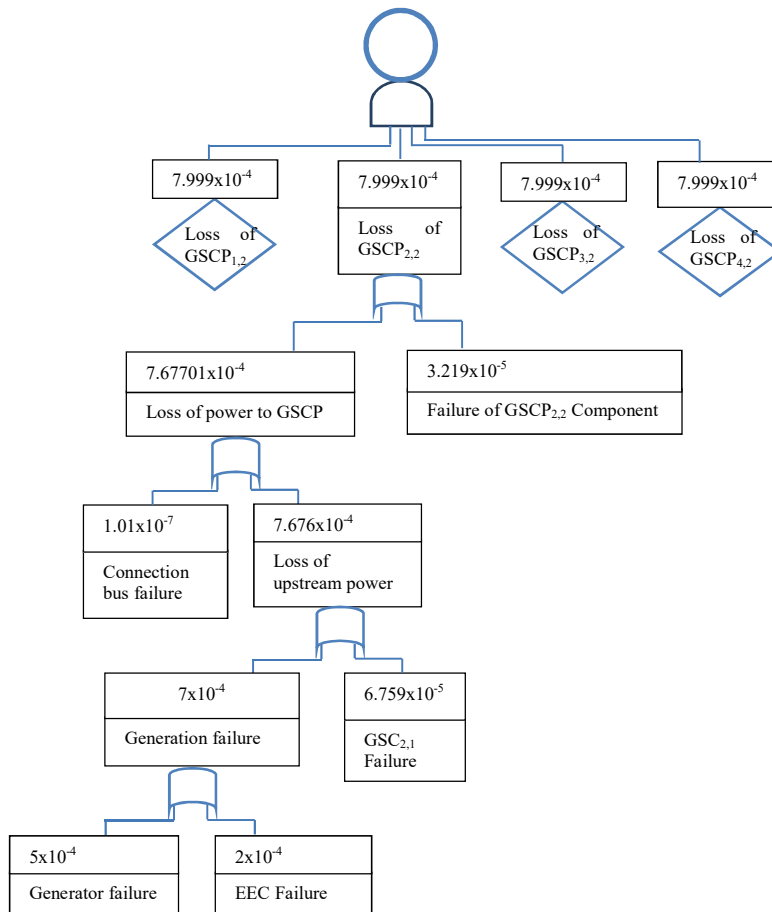 7.999x10⁻⁴
Loss of
GSCP₁,₂
7.999x10⁻⁴
Loss of
GSCP₂,₂
7.999x10⁻⁴
Loss of
GSCP₃,₂
7.999x10⁻⁴
Loss of
GSCP₄,₂
7.67701x10⁻⁴
Loss of power to GSCP
3.219x10⁻⁵
Failure of GSCP₂,₂ Component
1.01x10⁻⁷
Connection
bus failure
7.676x10⁻⁴
Loss of
upstream power
7x10⁻⁴
Generation failure
6.759x10⁻⁵
GSC₂,₁
Failure
5x10⁻⁴
Generator failure
2x10⁻⁴
EEC Failure